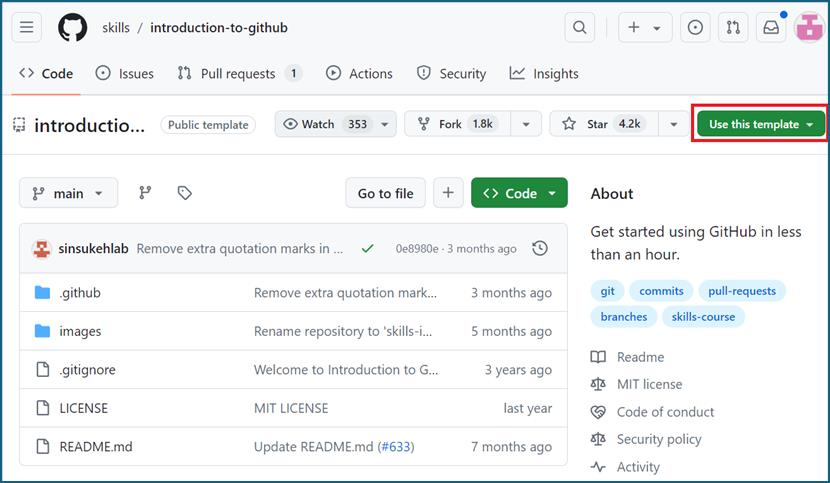 skills / introduction-to-github
Code Issues Pull requests 1 Actions Security Insights
introductio... Public template Watch 353 Fork 1.8k Star 4.2k Use this template
main Go to file + Code
sinsukehlab Remove extra quotation marks in ... 0e8980e · 3 months ago
.github Remove extra quotation mark... 3 months ago
images Rename repository to 'skills-i... 5 months ago
.gitignore Welcome to Introduction to G... 3 years ago
LICENSE MIT LICENSE last year
README.md Update README.md (#633) 7 months ago
About
Get started using GitHub in less
than an hour.
git commits pull-requests
branches skills-course
Readme
MIT license
Code of conduct
Security policy
Activity